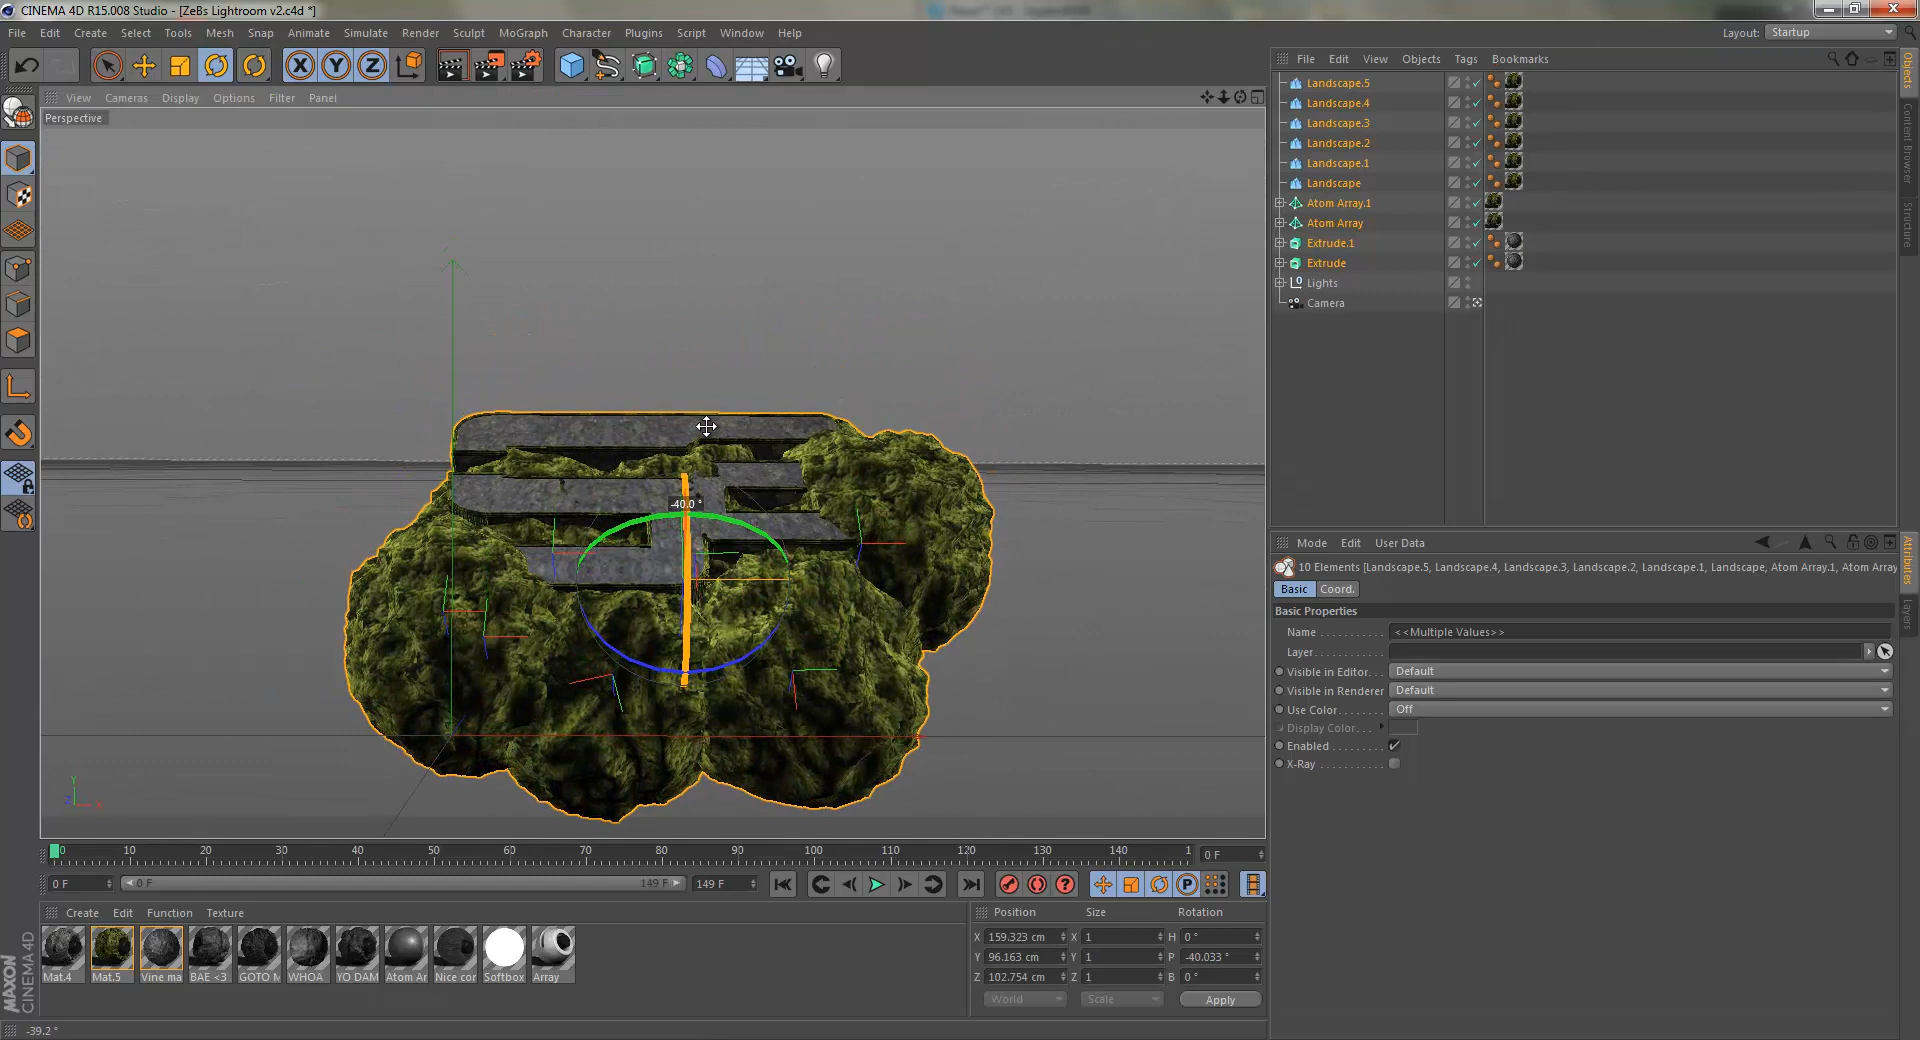 CINEMA 4D R15.008 Studio - [ZeBs Lightroom v2.c4d *]
File Edit Create Select Tools Mesh Snap Animate Simulate Render Sculpt MoGraph Character Plugins Script Window Help
Layout: Startup
X Y Z
View Cameras Display Options Filter Panel
Perspective
-40.0 °
Y
Z X
0 10 20 30 40 50 60 70 80 90 100 110 120 130 140 1
0 F
0 F
0 F 149 F
149 F
P
Create Edit Function Texture
Mat.4 Mat.5 Vine ma BAE <3 GOTO M WHOA YO DAM Atom Ar Nice cor Softbox Array
MAXON
CINEMA 4D
-39.2 °
Position Size Rotation
X 159.323 cm X 1 H 0 °
Y 96.163 cm Y 1 P -40.033 °
Z 102.754 cm Z 1 B 0 °
World Scale Apply
File Edit View Objects Tags Bookmarks
Landscape.5
Landscape.4
Landscape.3
Landscape.2
Landscape.1
Landscape
Atom Array.1
Atom Array
Extrude.1
Extrude
Lights
Camera
Objects
Content Browser
Structure
Mode Edit User Data
10 Elements [Landscape.5, Landscape.4, Landscape.3, Landscape.2, Landscape.1, Landscape, Atom Array.1, Atom Array
Basic Coord.
Basic Properties
Name <<Multiple Values>>
Layer
Visible in Editor Default
Visible in Renderer Default
Use Color Off
Display Color
Enabled
X-Ray
Attributes
Layers